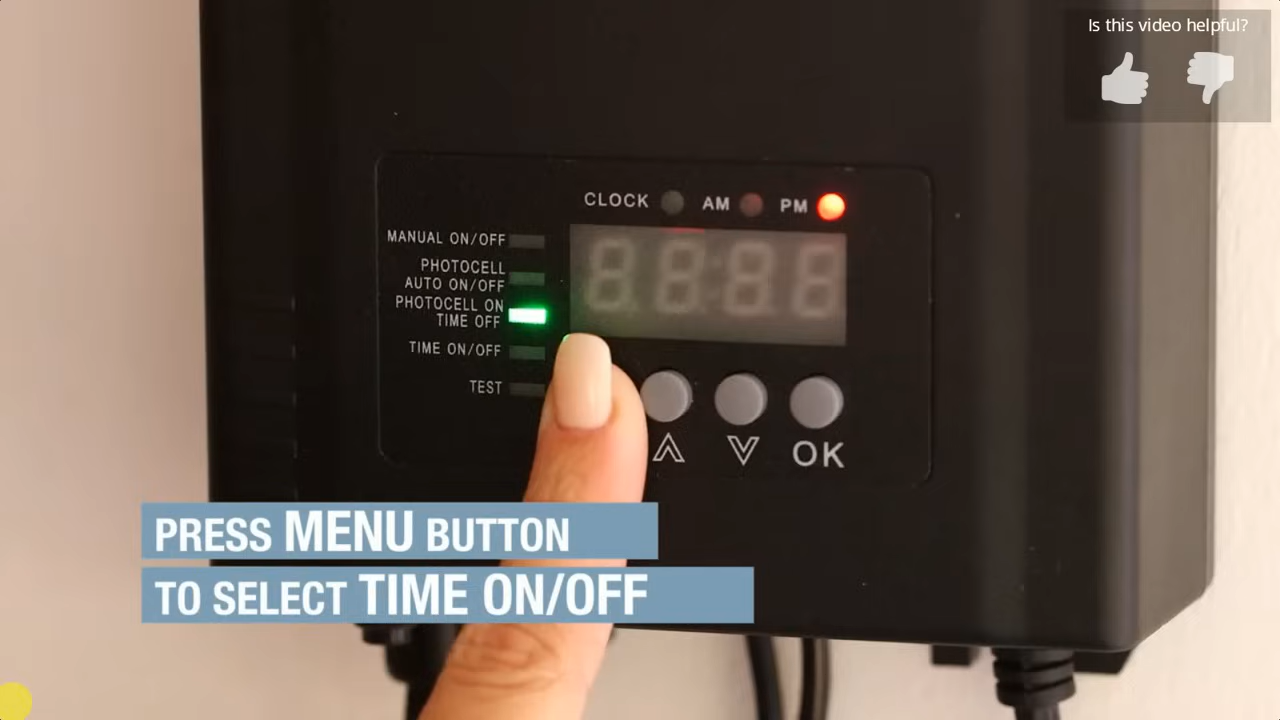 Is this video helpful?
CLOCK AM PM
MANUAL ON/OFF
PHOTOCELL
AUTO ON/OFF
PHOTOCELL ON
TIME OFF
TIME ON/OFF
TEST
OK
PRESS MENU BUTTON
TO SELECT TIME ON/OFF